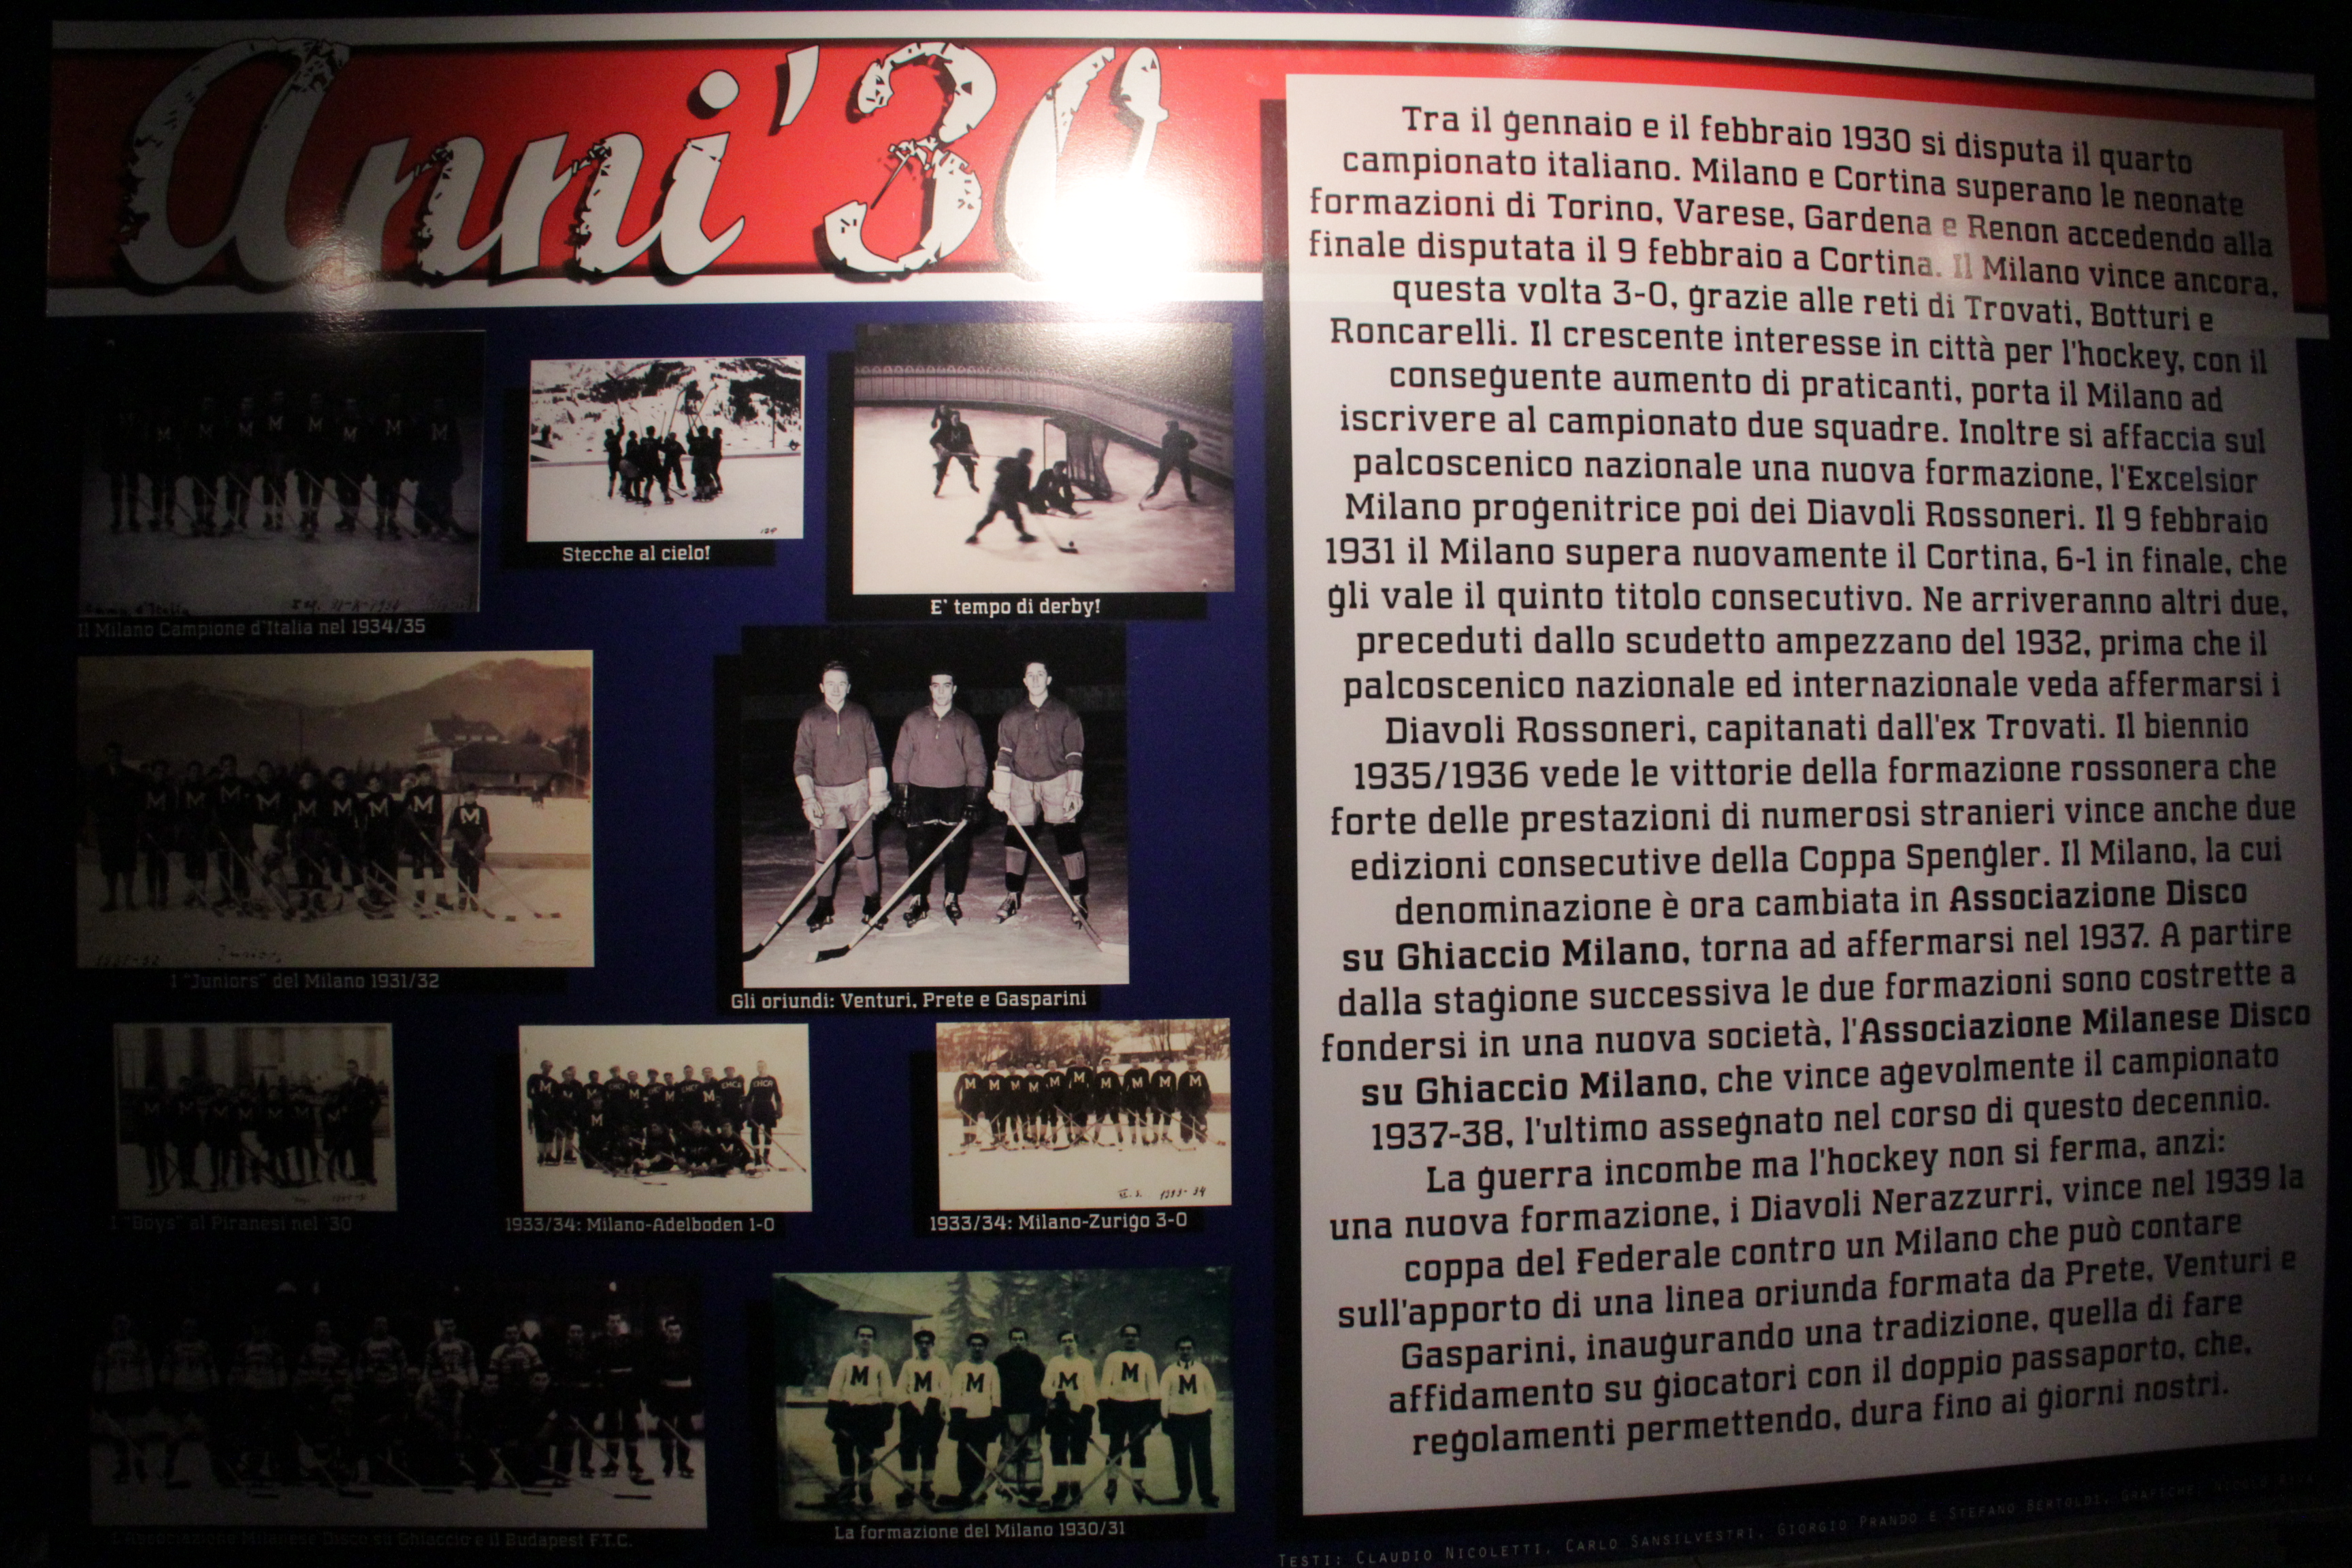 Anni '30
Tra il gennaio e il febbraio 1930 si disputa il quarto
campionato italiano. Milano e Cortina superano le neonate
formazioni di Torino, Varese, Gardena e Renon accedendo alla
finale disputata il 9 febbraio a Cortina. Il Milano vince ancora,
questa volta 3-0, grazie alle reti di Trovati, Botturi e
Roncarelli. Il crescente interesse in città per l'hockey, con il
conseguente aumento di praticanti, porta il Milano ad
iscrivere al campionato due squadre. Inoltre si affaccia sul
palcoscenico nazionale una nuova formazione, l'Excelsior
Milano progenitrice poi dei Diavoli Rossoneri. Il 9 febbraio
1931 il Milano supera nuovamente il Cortina, 6-1 in finale, che
gli vale il quinto titolo consecutivo. Ne arriveranno altri due,
preceduti dallo scudetto ampezzano del 1932, prima che il
palcoscenico nazionale ed internazionale veda affermarsi i
Diavoli Rossoneri, capitanati dall'ex Trovati. Il biennio
1935/1936 vede le vittorie della formazione rossonera che
forte delle prestazioni di numerosi stranieri vince anche due
edizioni consecutive della Coppa Spengler. Il Milano, la cui
denominazione è ora cambiata in Associazione Disco
su Ghiaccio Milano, torna ad affermarsi nel 1937. A partire
dalla stagione successiva le due formazioni sono costrette a
fondersi in una nuova società, l'Associazione Milanese Disco
su Ghiaccio Milano, che vince agevolmente il campionato
1937-38, l'ultimo assegnato nel corso di questo decennio.
La guerra incombe ma l'hockey non si ferma, anzi:
una nuova formazione, i Diavoli Nerazzurri, vince nel 1939 la
coppa del Federale contro un Milano che può contare
sull'apporto di una linea oriunda formata da Prete, Venturi e
Gasparini, inaugurando una tradizione, quella di fare
affidamento su giocatori con il doppio passaporto, che,
regolamenti permettendo, dura fino ai giorni nostri.
Il Milano Campione d'Italia nel 1934/35
Stecche al cielo!
E' tempo di derby!
I "Juniors" del Milano 1931/32
Gli oriundi: Venturi, Prete e Gasparini
I "Boys" al Piranesi nel '30
1933/34: Milano-Adelboden 1-0
1933-34
1933/34: Milano-Zurigo 3-0
L'Associazione Milanese Disco su Ghiaccio e il Budapest F.T.C.
La formazione del Milano 1930/31
Testi: Claudio Nicoletti, Carlo Sansilvestri, Giorgio Prando e Stefano Bertoldi, Grafiche: